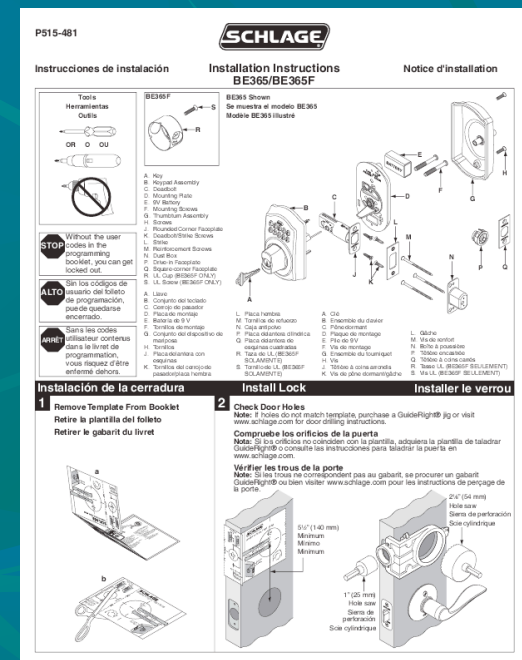 P515-481
SCHLAGE
Instrucciones de instalación
Installation Instructions
BE365/BE365F
Notice d'installation
Tools
Herramientas
Outils
OR O OU
BE365F
S
R
BE365 Shown
Se muestra el modelo BE365
Modèle BE365 illustré
A. Key
B. Keypad Assembly
C. Deadbolt
D. Mounting Plate
E. 9V Battery
F. Mounting Screws
G. Thumbturn Assembly
H. Screws
J. Rounded Corner Faceplate
K. Deadbolt/Strike Screws
L. Strike
M. Reinforcement Screws
N. Dust Box
P. Drive-in Faceplate
Q. Square-corner Faceplate
R. UL Cup (BE365F ONLY)
S. UL Screw (BE365F ONLY)
STOP
Without the user
codes in the
programming
booklet, you can get
locked out.
ALTO
Sin los códigos de
usuario del folleto
de programación,
puede quedarse
encerrado.
ARRÊT
Sans les codes
utilisateur contenus
dans le livret de
programmation,
vous risquez d'être
enfermé dehors.
A. Llave
B. Conjunto del teclado
C. Cerrojo de pasador
D. Placa de montaje
E. Batería de 9 V
F. Tornillos de montaje
G. Conjunto del dispositivo de
mariposa
H. Tornillos
J. Placa delantera con
esquinas
K. Tornillos del cerrojo de
pasador/placa hembra
L. Placa hembra
M. Tornillos de refuerzo
N. Caja antipolvo
P. Placa delantera cilíndrica
Q. Placa delantera de
esquinas cuadradas
R. Taza de UL (BE365F
SOLAMENTE)
S. Tornillo de UL (BE365F
SOLAMENTE)
A. Clé
B. Ensemble du clavier
C. Pêne dormant
D. Plaque de montage
E. Pile de 9V
F. Vis de montage
G. Ensemble du tourniquet
H. Vis
J. Têtière à coins arrondis
K. Vis de pêne dormant/gâche
L. Gâche
M. Vis de renfort
N. Boîte à poussière
P. Têtière encastrée
Q. Têtière à coins carrés
R. Tasse UL (BE365F SEULEMENT)
S. Vis UL (BE365F SEULEMENT)
Instalación de la cerradura
Install Lock
Installer le verrou
1
Remove Template From Booklet
Retire la plantilla del folleto
Retirer le gabarit du livret
a
b
2
Check Door Holes
Note: If holes do not match template, purchase a GuideRight® jig or visit
www.schlage.com for door drilling instructions.
Compruebe los orificios de la puerta
Nota: Si los orificios no coinciden con la plantilla, adquiera la plantilla de taladrar
GuideRight® o consulte las instrucciones para taladrar la puerta en
www.schlage.com.
Vérifier les trous de la porte
Note: Si les trous ne correspondent pas au gabarit, se procurer un gabarit
GuideRight® ou bien visiter www.schlage.com pour les instructions de perçage de
la porte.
5½" (140 mm)
Minimum
Mínimo
Minimum
2⅛" (54 mm)
Hole saw
Sierra de perforación
Scie cylindrique
1" (25 mm)
Hole saw
Sierra de
perforación
Scie cylindrique